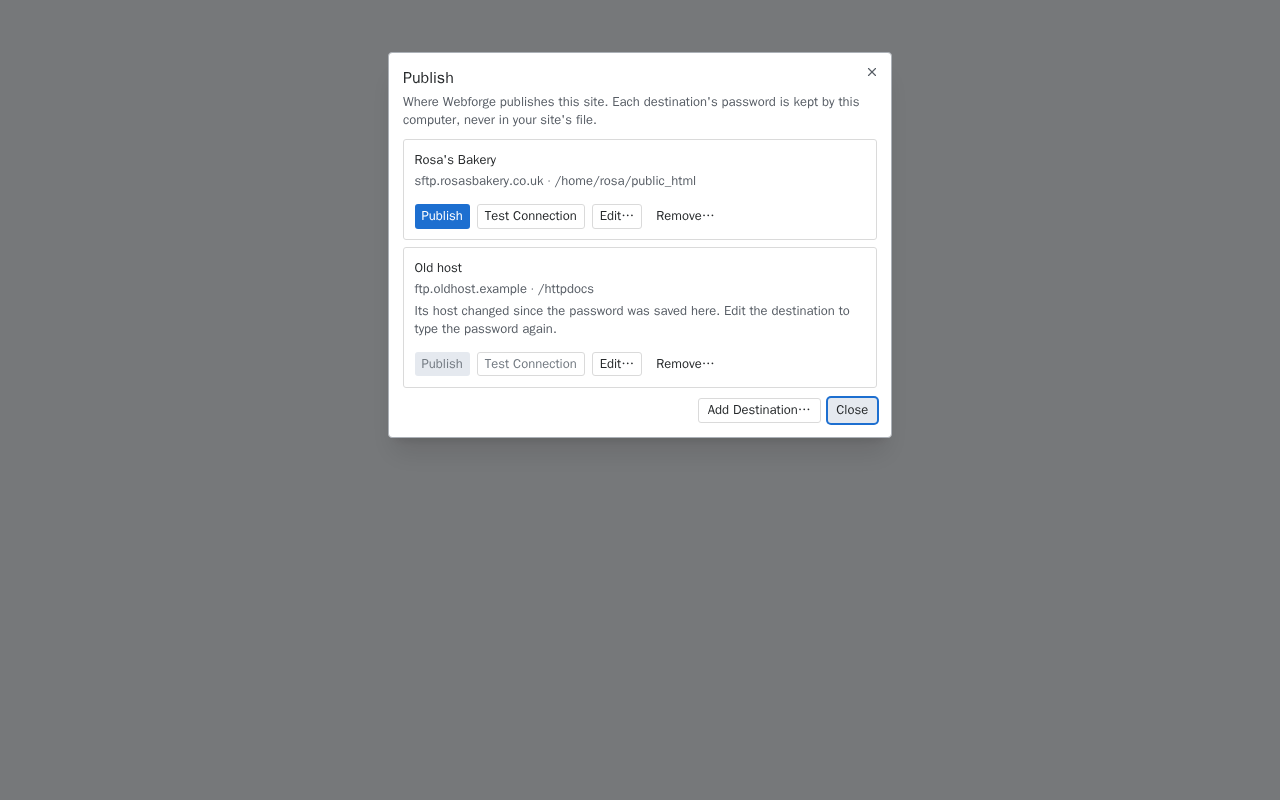 Publish
×
Where Webforge publishes this site. Each destination's password is kept by this
computer, never in your site's file.
Rosa's Bakery
sftp.rosasbakery.co.uk · /home/rosa/public_html
Publish Test Connection Edit… Remove…
Old host
ftp.oldhost.example · /httpdocs
Its host changed since the password was saved here. Edit the destination to
type the password again.
Publish Test Connection Edit… Remove…
Add Destination… Close